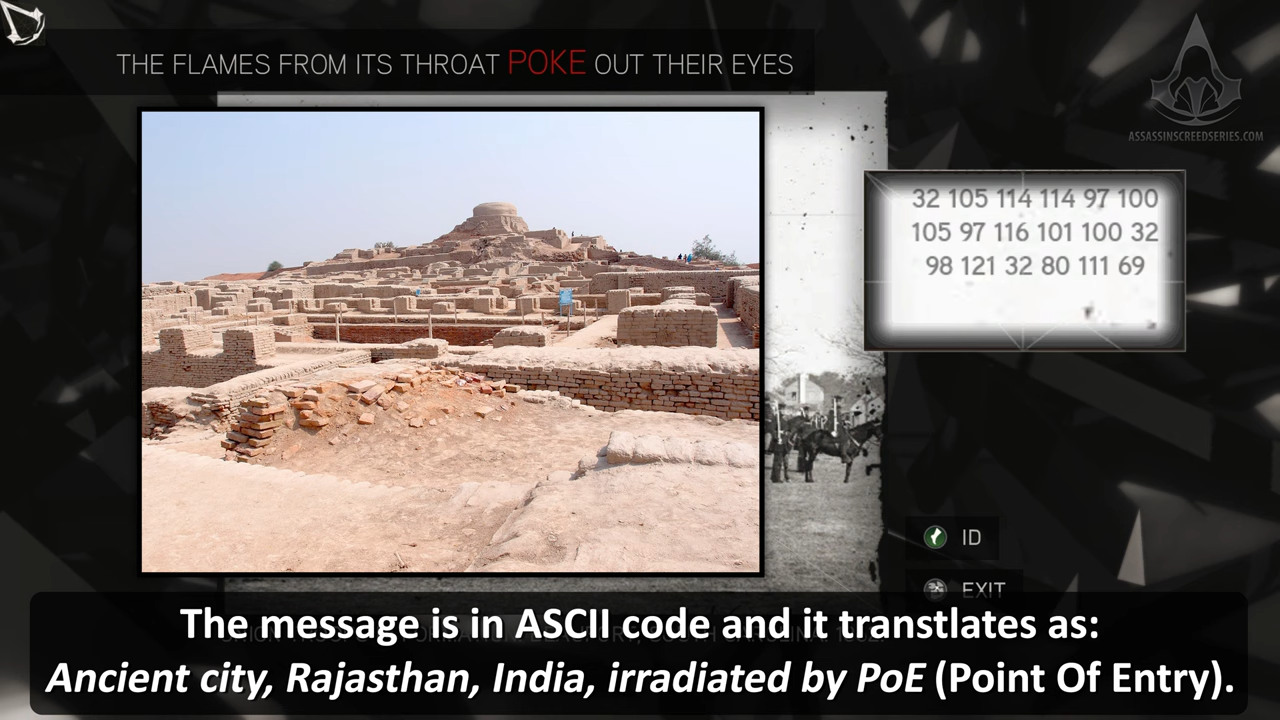 THE FLAMES FROM ITS THROAT POKE OUT THEIR EYES
ASSASSINSCREEDSERIES.COM
32 105 114 114 97 100
105 97 116 101 100 32
98 121 32 80 111 69
ID
EXIT
The message is in ASCII code and it transtlates as:
Ancient city, Rajasthan, India, irradiated by PoE (Point Of Entry).